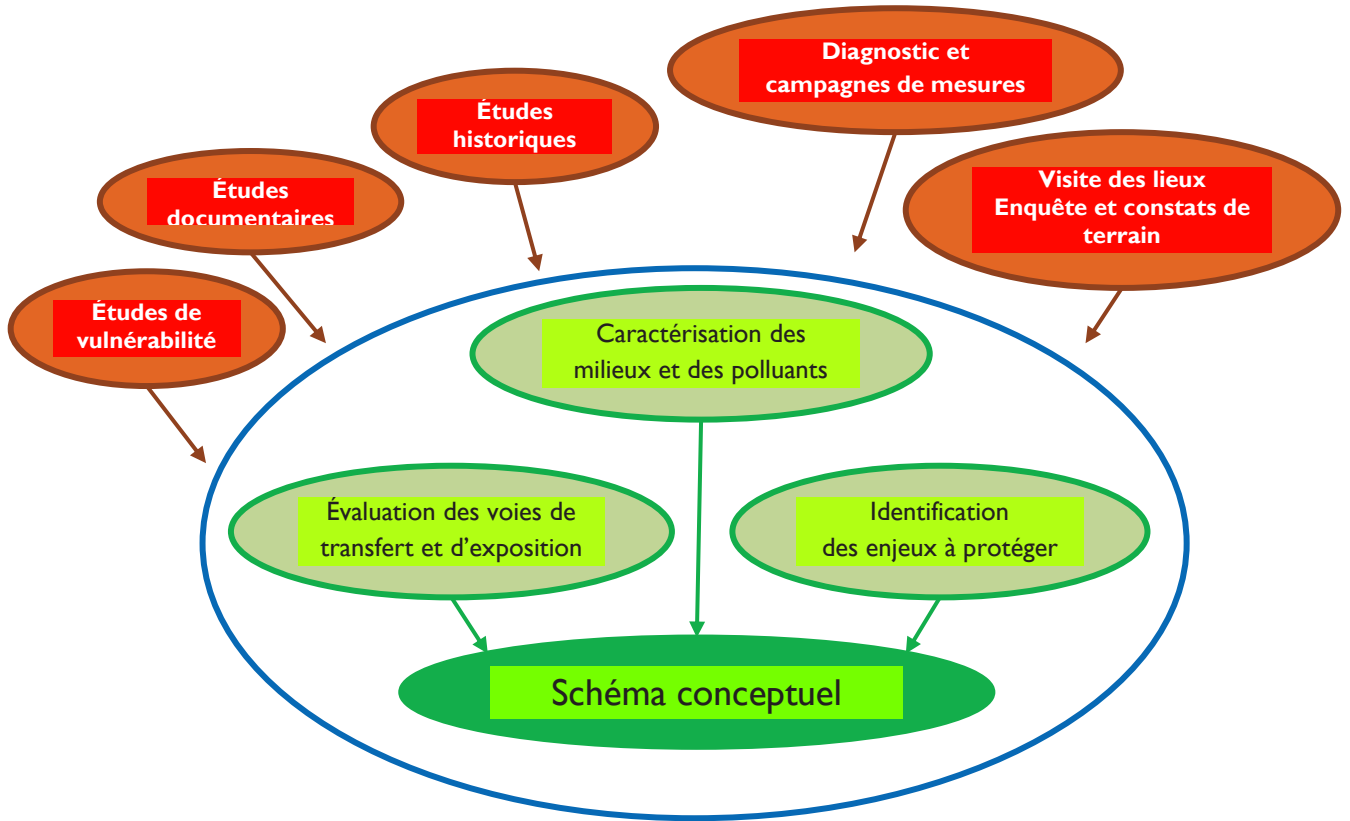 Diagnostic et
campagnes de mesures
Études
historiques
Visite des lieux
Enquête et constats de
terrain
Études
documentaires
Études de
vulnérabilité
Caractérisation des
milieux et des polluants
Évaluation des voies de
transfert et d’exposition
Identification
des enjeux à protéger
Schéma conceptuel